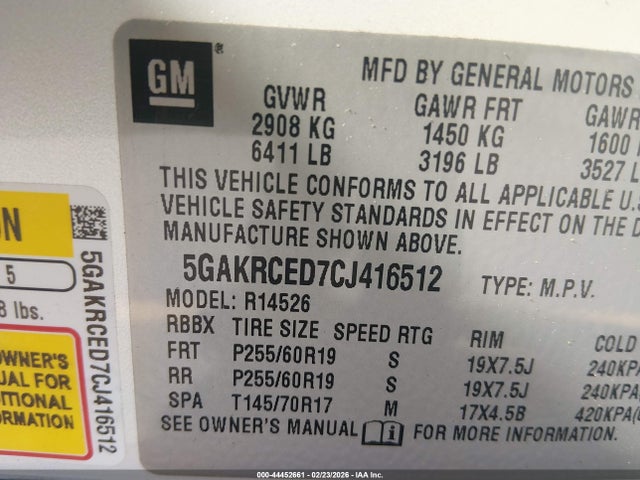 GM ®
MFD BY GENERAL MOTORS
GVWR GAWR FRT GAWR
2908 KG 1450 KG 1600
6411 LB 3196 LB 3527
THIS VEHICLE CONFORMS TO ALL APPLICABLE U.S
VEHICLE SAFETY STANDARDS IN EFFECT ON THE D
MANUFACTURE SHOWN ABOVE.
5GAKRCED7CJ416512 TYPE: M.P.V.
MODEL: R14526
RBBX TIRE SIZE SPEED RTG RIM COLD
FRT P255/60R19 S 19X7.5J 240KPA
RR P255/60R19 S 19X7.5J 240KPA(
SPA T145/70R17 M 17X4.5B 420KPA(
SEE OWNER'S MANUAL i FOR MORE INFORMATION.
N
5
8 lbs.
OWNER'S
UAL FOR
ITIONAL
ORMATION
5GAKRCED7CJ416512
000-44452661 - 02/23/2026 - IAA Inc.